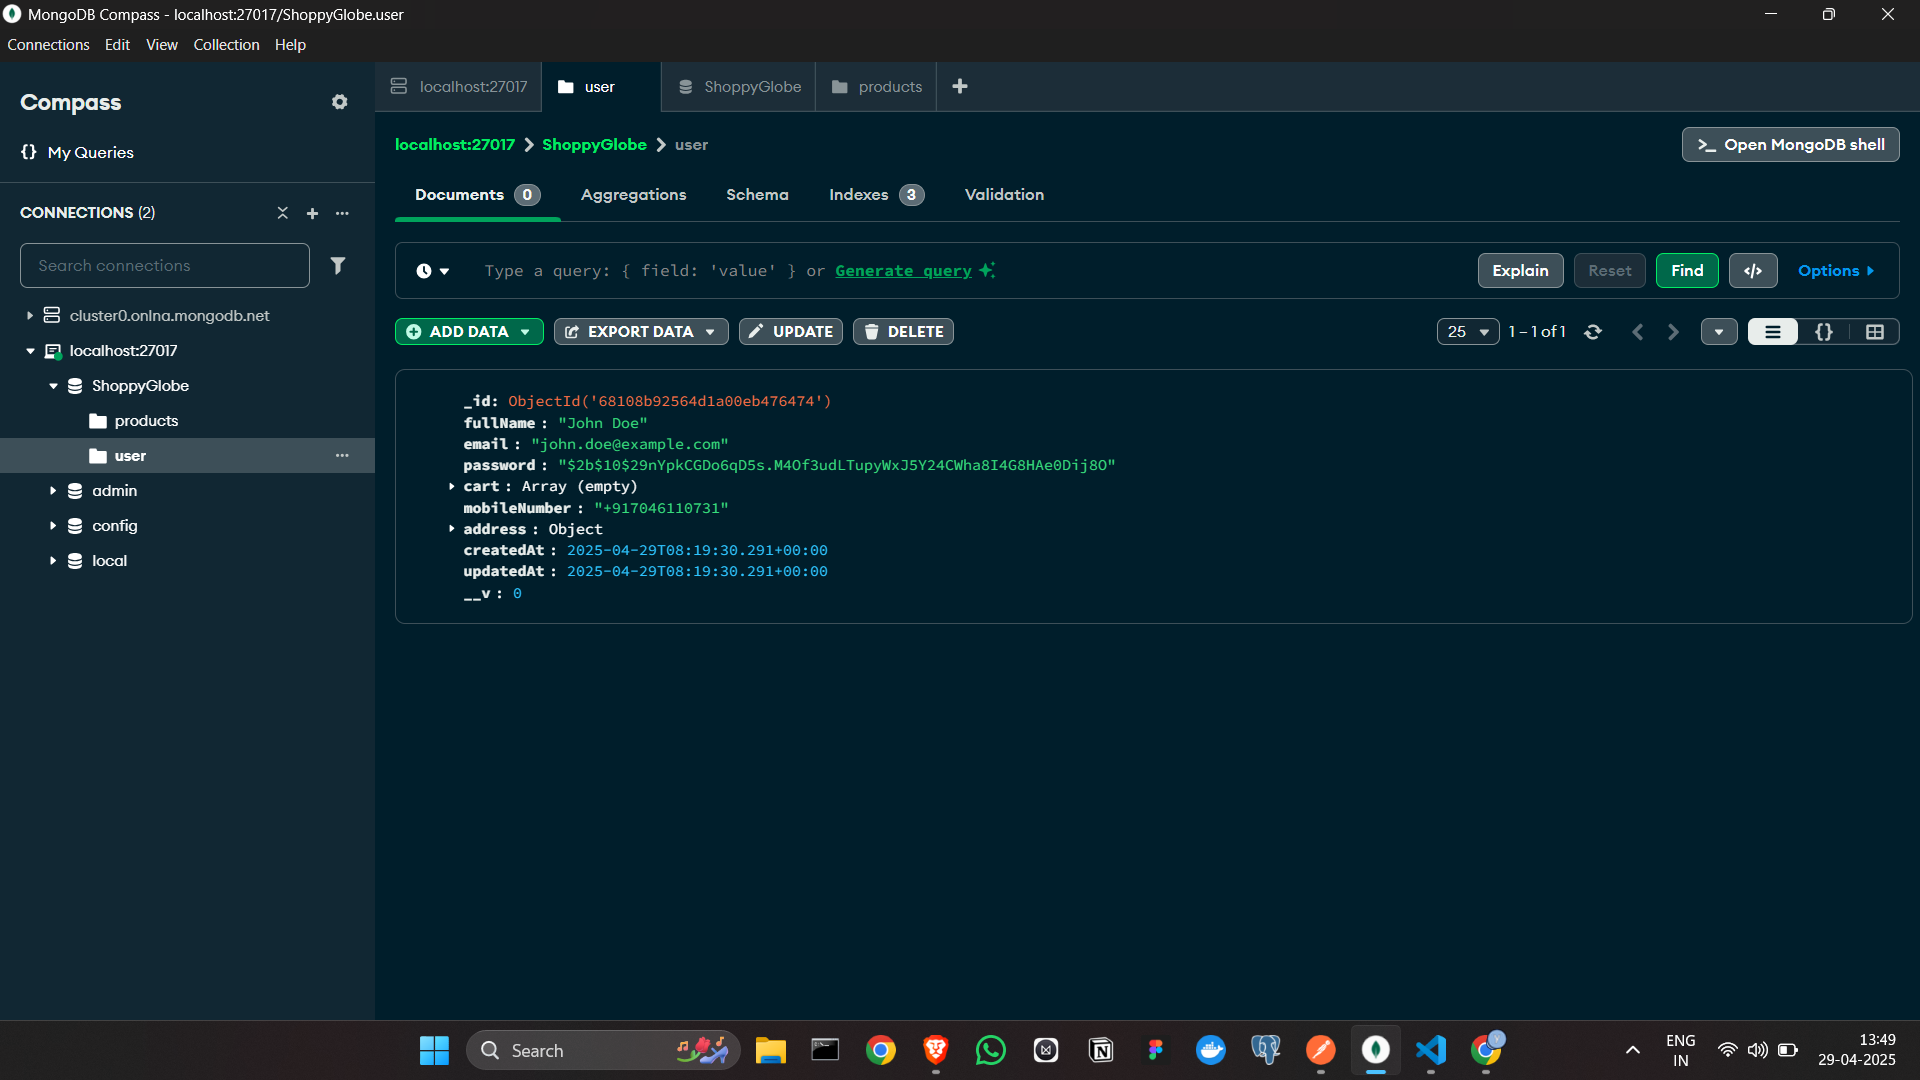 MongoDB Compass - localhost:27017/ShoppyGlobe.user
Connections Edit View Collection Help
Compass
{} My Queries
CONNECTIONS (2)
Search connections
cluster0.onlna.mongodb.net
localhost:27017
ShoppyGlobe
products
user
admin
config
local
localhost:27017 user ShoppyGlobe products
localhost:27017 > ShoppyGlobe > user
>_ Open MongoDB shell
Documents 0 Aggregations Schema Indexes 3 Validation
Type a query: { field: 'value' } or Generate query
Explain Reset Find </> Options
ADD DATA EXPORT DATA UPDATE DELETE
25 1 – 1 of 1 {}
_id: ObjectId('68108b92564d1a00eb476474')
fullName : "John Doe"
email : "john.doe@example.com"
password : "$2b$10$29nYpkCGDo6qD5s.M4Of3udLTupyWxJ5Y24CWha8I4G8HAe0Dij8O"
cart : Array (empty)
mobileNumber : "+917046110731"
address : Object
createdAt : 2025-04-29T08:19:30.291+00:00
updatedAt : 2025-04-29T08:19:30.291+00:00
__v : 0
Search
ENG
IN
13:49
29-04-2025